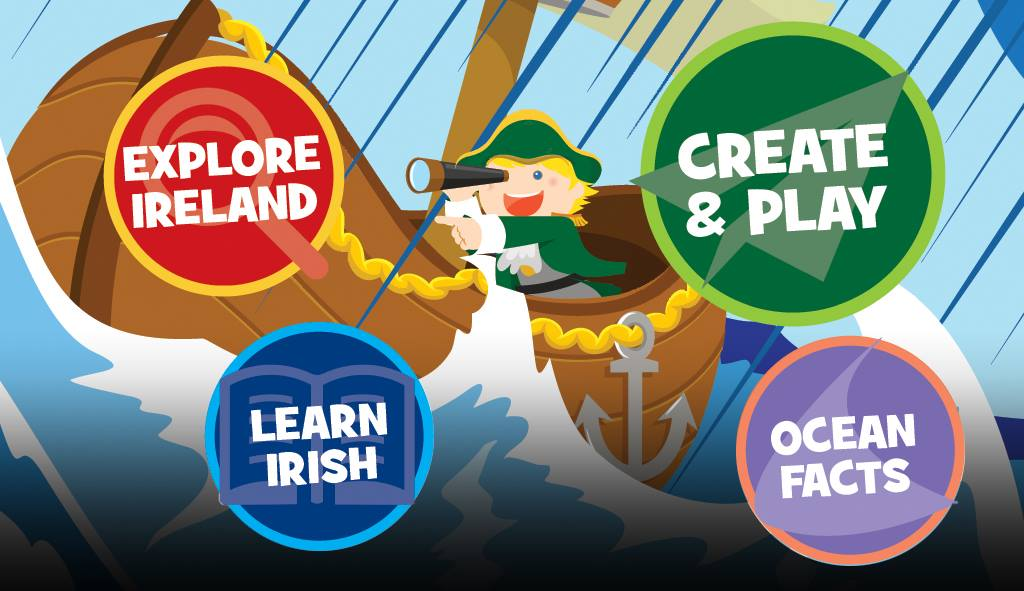 EXPLORE
IRELAND
CREATE
& PLAY
LEARN
IRISH
OCEAN
FACTS